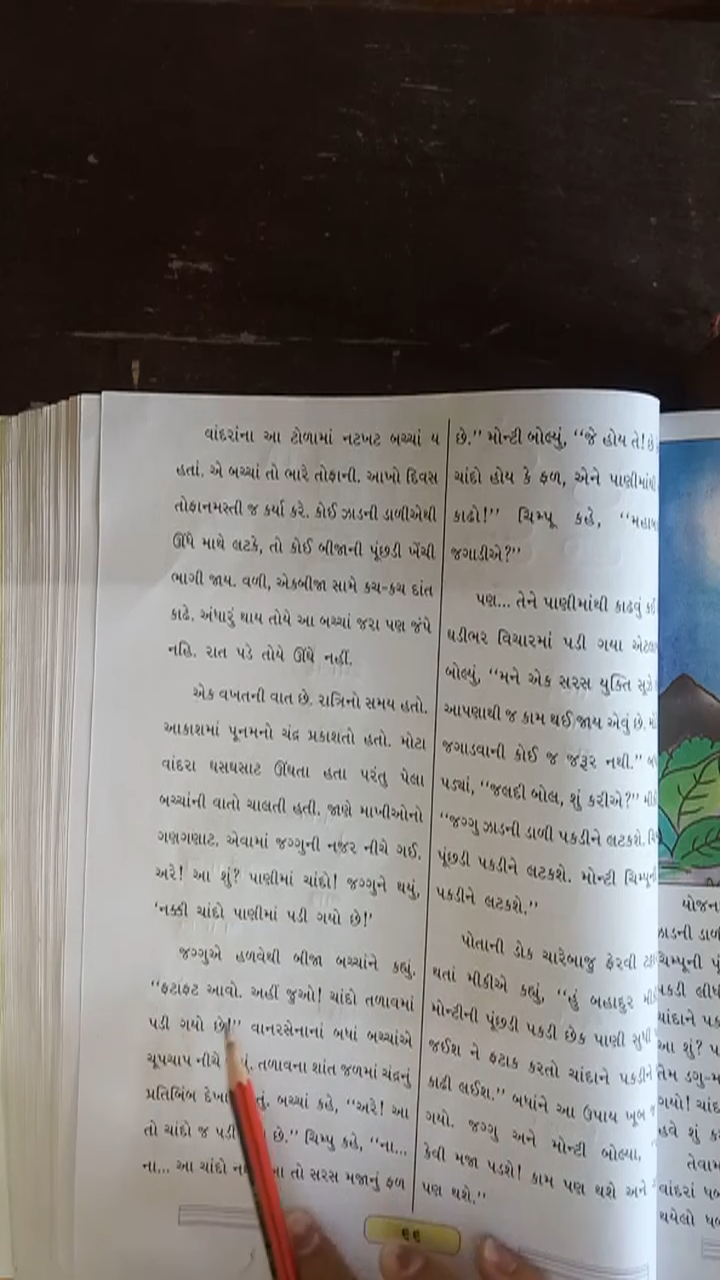 વાંદરાંના આ ટોળામાં નટખટ બચ્ચાં ય
હતાં. એ બચ્ચાં તો ભારે તોફાની. આખો દિવસ
તોફાનમસ્તી જ કર્યા કરે. કોઈ ઝાડની ડાળીએથી
ઊંધે માથે લટકે, તો કોઈ બીજાની પૂંછડી ખેંચી
ભાગી જાય. વળી, એકબીજા સામે કચ-કચ દાંત
કાઢે. અંધારું થાય તોયે આ બચ્ચાં જરા પણ જંપે
નહિ. રાત પડે તોયે ઊંઘે નહીં.
એક વખતની વાત છે. રાત્રિનો સમય હતો.
આકાશમાં પૂનમનો ચંદ્ર પ્રકાશતો હતો. મોટા
વાંદરા ઘસઘસાટ ઊંઘતા હતા પરંતુ પેલા
બચ્ચાંની વાતો ચાલતી હતી. જાણે માખીઓનો
ગણગણાટ. એવામાં જગ્ગુની નજર નીચે ગઈ.
અરે! આ શું? પાણીમાં ચાંદો! જગ્ગુને થયું,
‘નક્કી ચાંદો પાણીમાં પડી ગયો છે!’
જગ્ગુએ હળવેથી બીજા બચ્ચાંને કહ્યું,
“ફટાફટ આવો. અહીં જુઓ! ચાંદો તળાવમાં
પડી ગયો છે!” વાનરસેનાનાં બધાં બચ્ચાંએ
ચૂપચાપ નીચે તળાવના શાંત જળમાં ચંદ્રનું
પ્રતિબિંબ બચ્ચાં કહે, “અરે! આ
તો ચાંદો જ પડી છે.” ચિમ્પુ કહે, “ના...
ના... આ ચાંદો તો સરસ મજાનું ફળ
છે.” મોન્ટી બોલ્યું, “જે હોય તે!
ચાંદો હોય કે ફળ, એને
કાઢો!” ચિમ્પૂ કહે,
જગાડીએ?”
પણ... તેને પાણીમાંથી કાઢવું
ઘડીભર વિચારમાં પડી ગયા
બોલ્યું, “મને એક સરસ યુક્તિ
આપણાથી જ કામ થઈ જાય એવું છે.
જગાડવાની કોઈ જ જરૂર નથી.”
પડ્યાં, “જલદી બોલ, શું કરીએ?”
“જગ્ગુ ઝાડની ડાળી પકડીને લટકશે.
પૂંછડી પકડીને લટકશે. મોન્ટી
પકડીને લટકશે.”
પોતાની ડોક ચારેબાજુ ફેરવી
થતાં મીકીએ કહ્યું, “હું બહાદુર
મોન્ટીની પૂંછડી પકડી છેક પાણી
જઈશ ને ફટાક કરતો ચાંદાને પકડીને
કાઢી લઈશ.” બધાંને આ ઉપાય ખૂબ
ગયો. જગ્ગુ અને મોન્ટી બોલ્યા,
કેવી મજા પડશે! કામ પણ થશે અને
પણ થશે.”
૬૬
આ શું?
ગયો!
હવે શું
વાંદરાં
થયેલો